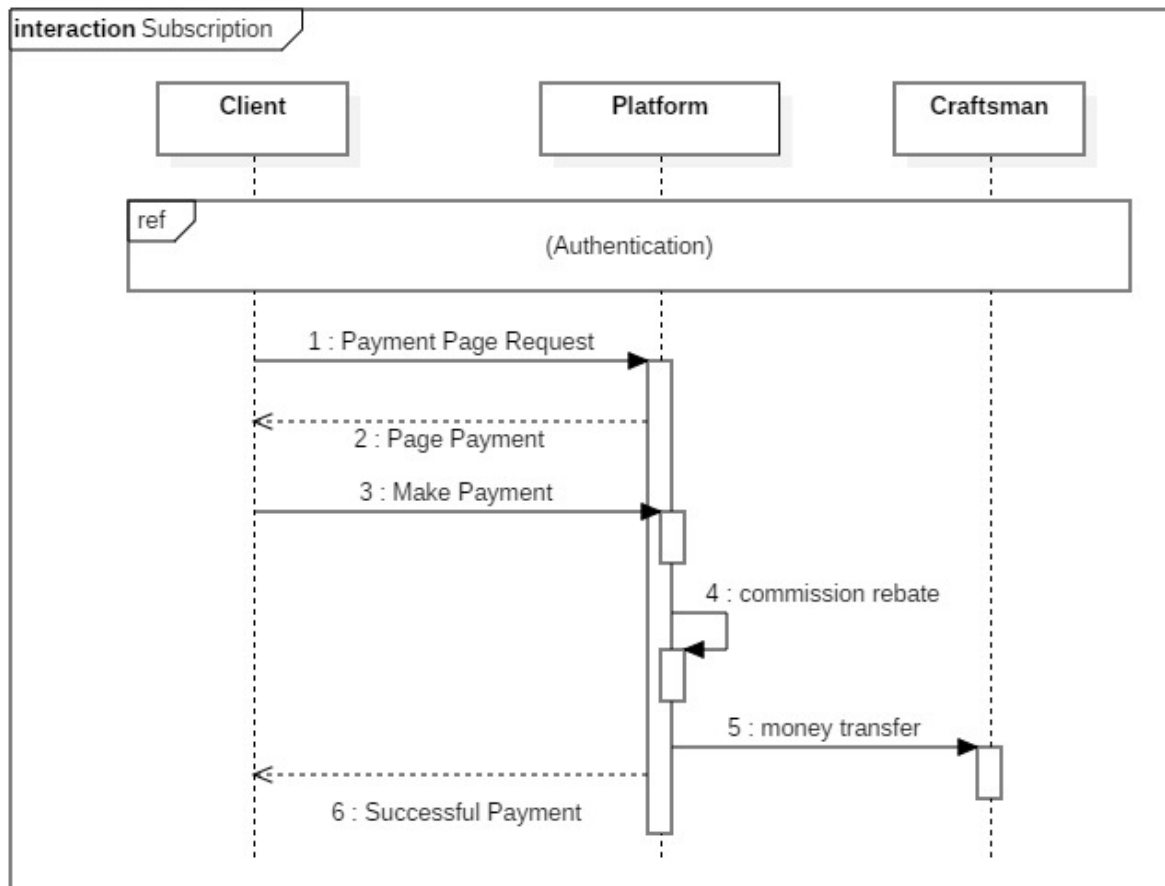 interaction Subscription
Client
Platform
Craftsman
ref
(Authentication)
1 : Payment Page Request
2 : Page Payment
3 : Make Payment
4 : commission rebate
5 : money transfer
6 : Successful Payment